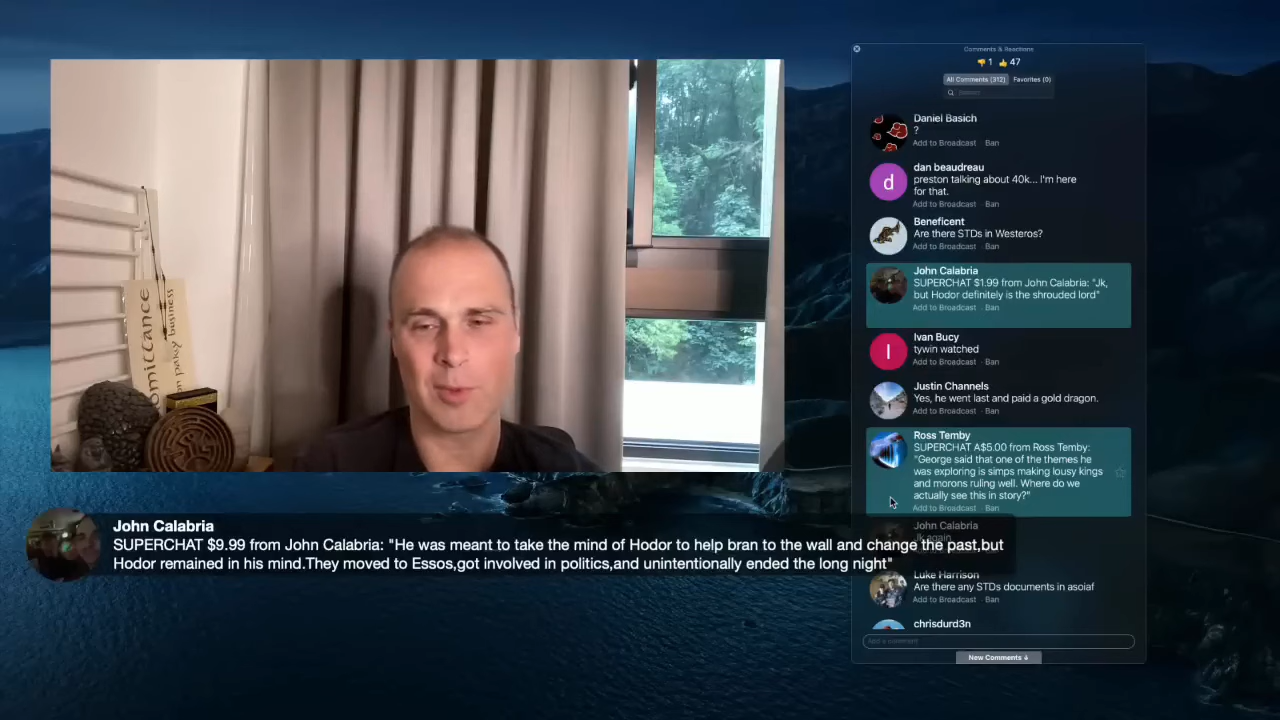 omittance
om paky business
Comments & Reactions
1 47
All Comments (312) Favorites (0)
Search
Daniel Basich
?
Add to Broadcast Ban
d
dan beaudreau
preston talking about 40k... I'm here
for that.
Add to Broadcast Ban
Beneficent
Are there STDs in Westeros?
Add to Broadcast Ban
John Calabria
SUPERCHAT $1.99 from John Calabria: "Jk,
but Hodor definitely is the shrouded lord"
Add to Broadcast Ban
I
Ivan Bucy
tywin watched
Add to Broadcast Ban
Justin Channels
Yes, he went last and paid a gold dragon.
Add to Broadcast Ban
Ross Temby
SUPERCHAT A$5.00 from Ross Temby:
"George said that one of the themes he
was exploring is simps making lousy kings
and morons ruling well. Where do we
actually see this in story?"
Add to Broadcast Ban
John Calabria
Jk again
Luke Harrison
Are there any STDs documents in asoiaf
Add to Broadcast Ban
chrisdurd3n
Add a comment
New Comments ↓
John Calabria
SUPERCHAT $9.99 from John Calabria: "He was meant to take the mind of Hodor to help bran to the wall and change the past,but
Hodor remained in his mind.They moved to Essos,got involved in politics,and unintentionally ended the long night"